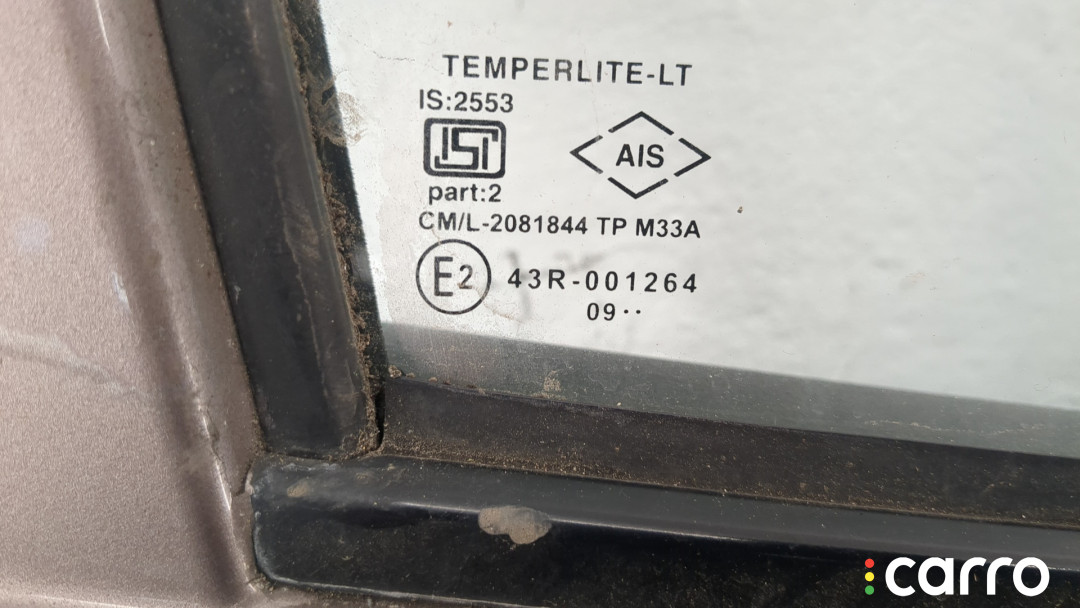 TEMPERLITE-LT
IS:2553
ISI
AIS
part:2
CM/L-2081844 TP M33A
E2 43R-001264
09··
carro